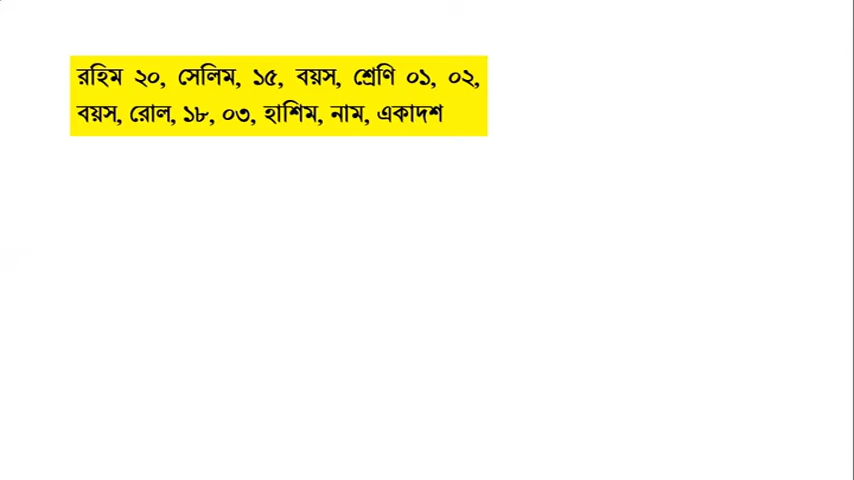 রহিম ২০, সেলিম, ১৫, বয়স, শ্রেণি ০১, ০২,
বয়স, রোল, ১৮, ০৩, হাশিম, নাম, একাদশ